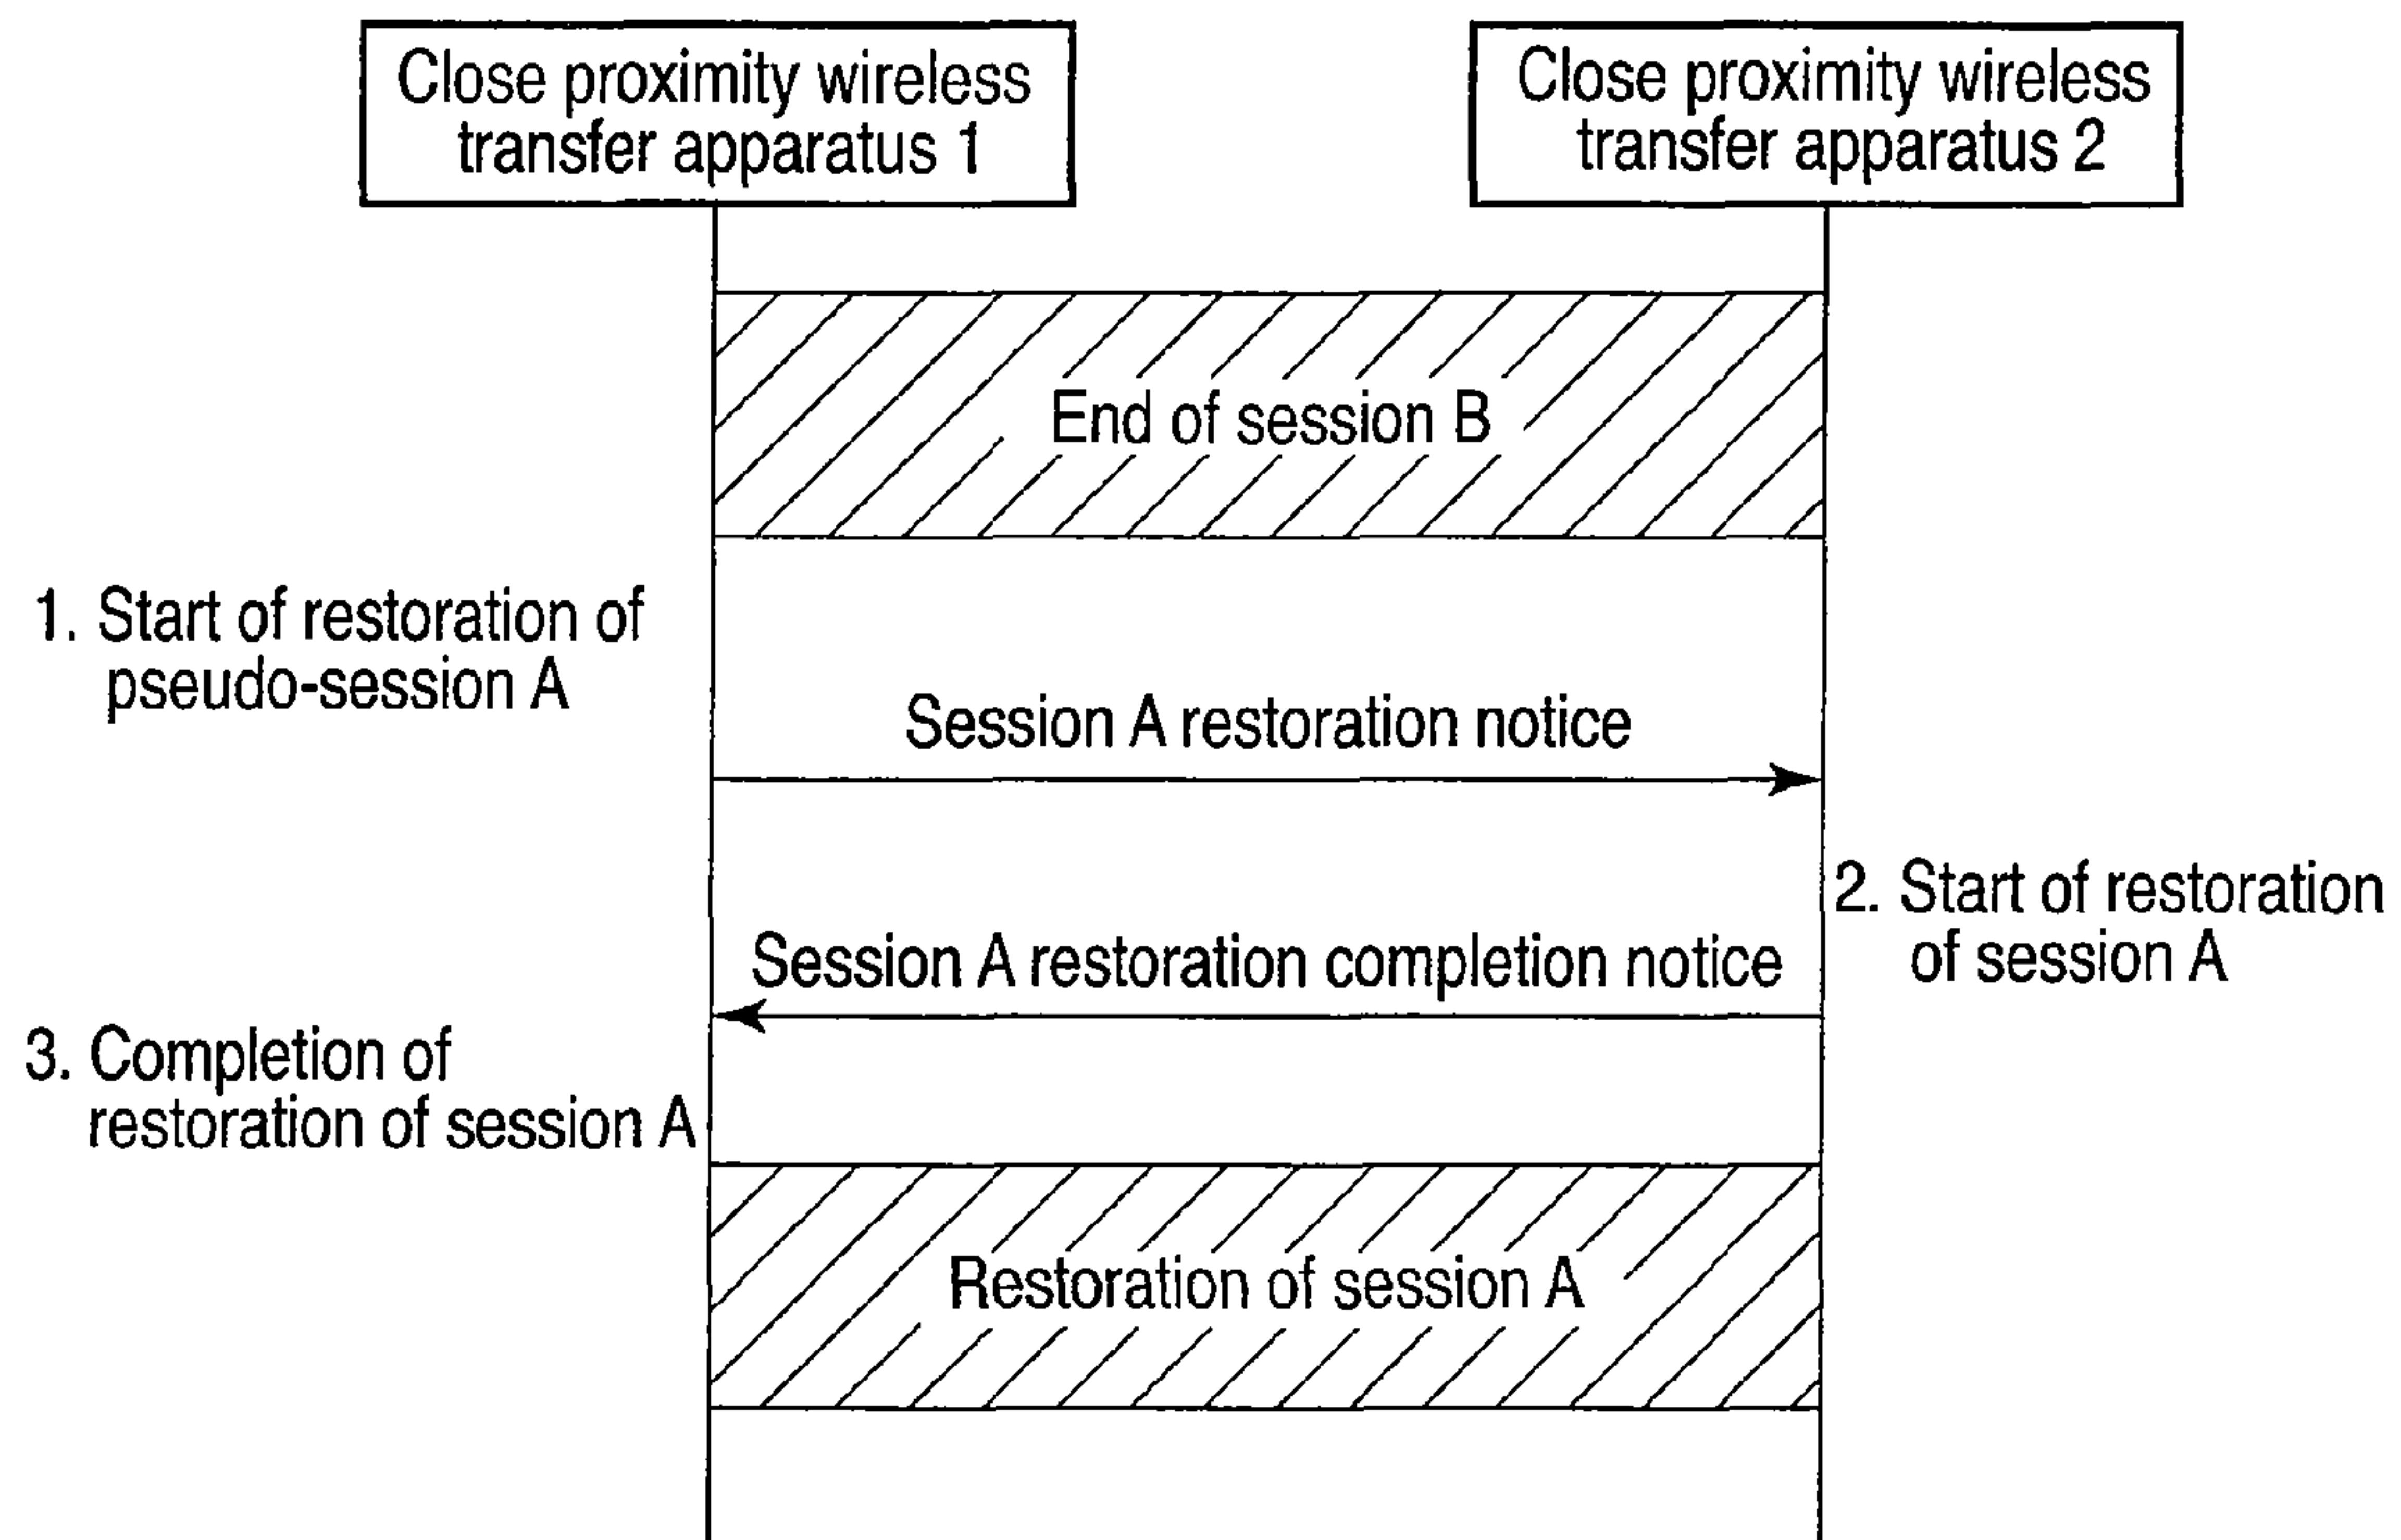 Close proximity wireless
transfer apparatus 1
Close proximity wireless
transfer apparatus 2
End of session B
1. Start of restoration of
pseudo-session A
Session A restoration notice
2. Start of restoration
of session A
Session A restoration completion notice
3. Completion of
restoration of session A
Restoration of session A